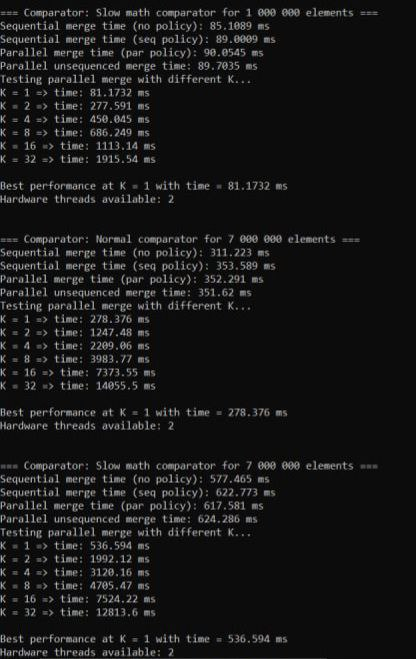 === Comparator: Slow math comparator for 1 000 000 elements ===
Sequential merge time (no policy): 85.1089 ms
Sequential merge time (seq policy): 89.0009 ms
Parallel merge time (par policy): 90.0545 ms
Parallel unsequenced merge time: 89.7035 ms
Testing parallel merge with different K...
K = 1 => time: 81.1732 ms
K = 2 => time: 277.591 ms
K = 4 => time: 450.045 ms
K = 8 => time: 686.249 ms
K = 16 => time: 1113.14 ms
K = 32 => time: 1915.54 ms
Best performance at K = 1 with time = 81.1732 ms
Hardware threads available: 2
=== Comparator: Normal comparator for 7 000 000 elements ===
Sequential merge time (no policy): 311.223 ms
Sequential merge time (seq policy): 353.589 ms
Parallel merge time (par policy): 352.291 ms
Parallel unsequenced merge time: 351.62 ms
Testing parallel merge with different K...
K = 1 => time: 278.376 ms
K = 2 => time: 1247.48 ms
K = 4 => time: 2209.06 ms
K = 8 => time: 3983.77 ms
K = 16 => time: 7373.55 ms
K = 32 => time: 14055.5 ms
Best performance at K = 1 with time = 278.376 ms
Hardware threads available: 2
=== Comparator: Slow math comparator for 7 000 000 elements ===
Sequential merge time (no policy): 577.465 ms
Sequential merge time (seq policy): 622.773 ms
Parallel merge time (par policy): 617.581 ms
Parallel unsequenced merge time: 624.286 ms
Testing parallel merge with different K...
K = 1 => time: 536.594 ms
K = 2 => time: 1992.12 ms
K = 4 => time: 3120.16 ms
K = 8 => time: 4705.47 ms
K = 16 => time: 7524.22 ms
K = 32 => time: 12813.6 ms
Best performance at K = 1 with time = 536.594 ms
Hardware threads available: 2